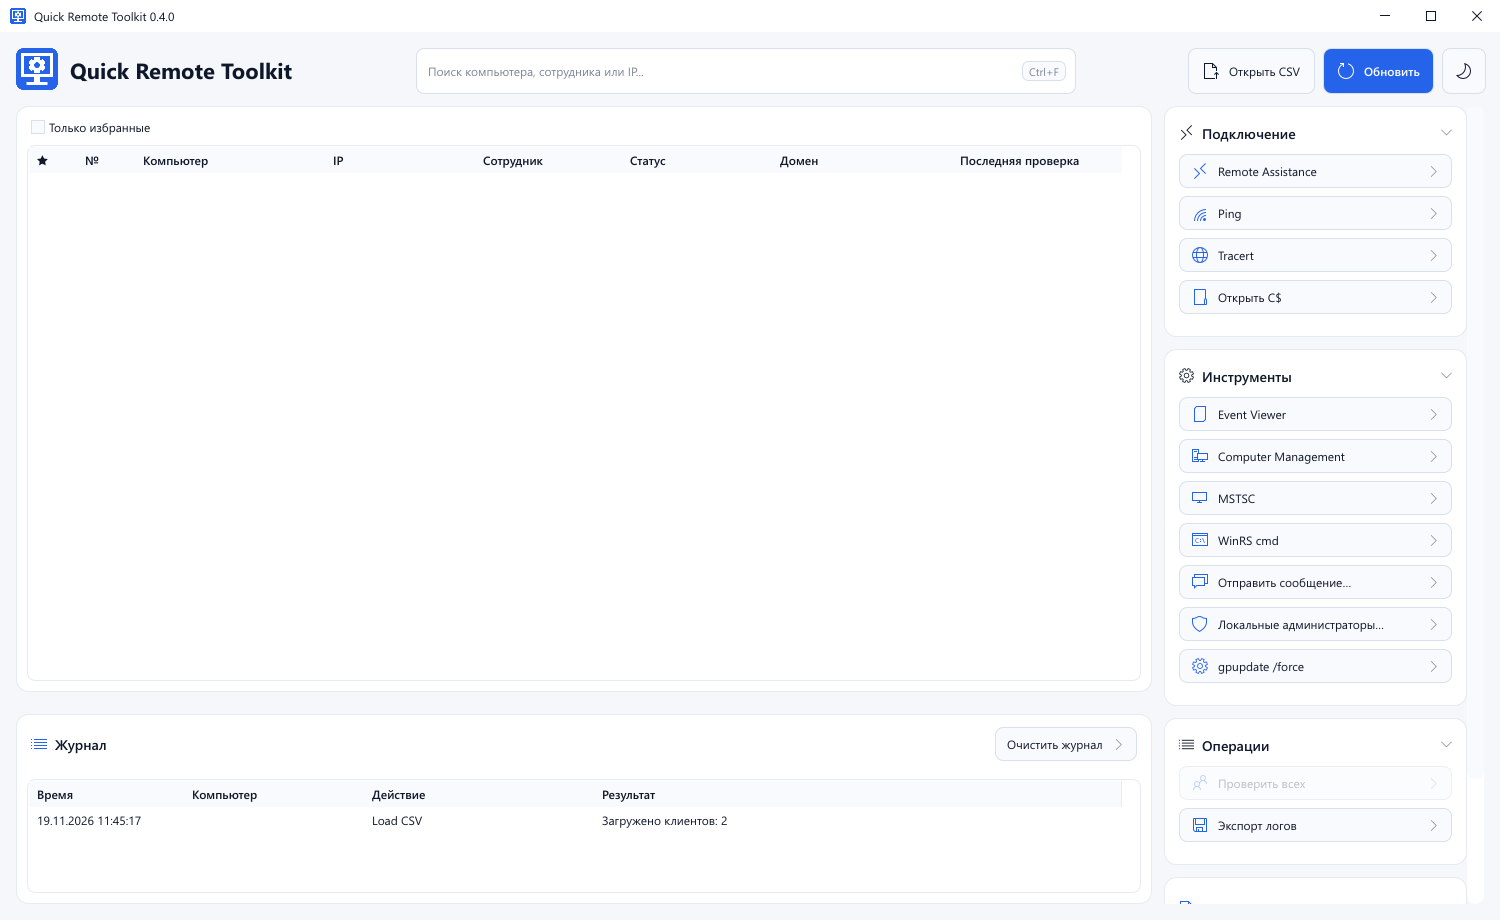 Quick Remote Toolkit 0.4.0
Quick Remote Toolkit
Поиск компьютера, сотрудника или IP...
Ctrl+F
Открыть CSV
Обновить
Только избранные
★ № Компьютер IP Сотрудник Статус Домен Последняя проверка
Подключение
Remote Assistance
Ping
Tracert
Открыть C$
Инструменты
Event Viewer
Computer Management
MSTSC
WinRS cmd
Отправить сообщение...
Локальные администраторы...
gpupdate /force
Журнал
Очистить журнал
Время Компьютер Действие Результат
19.11.2026 11:45:17 Load CSV Загружено клиентов: 2
Операции
Проверить всех
Экспорт логов